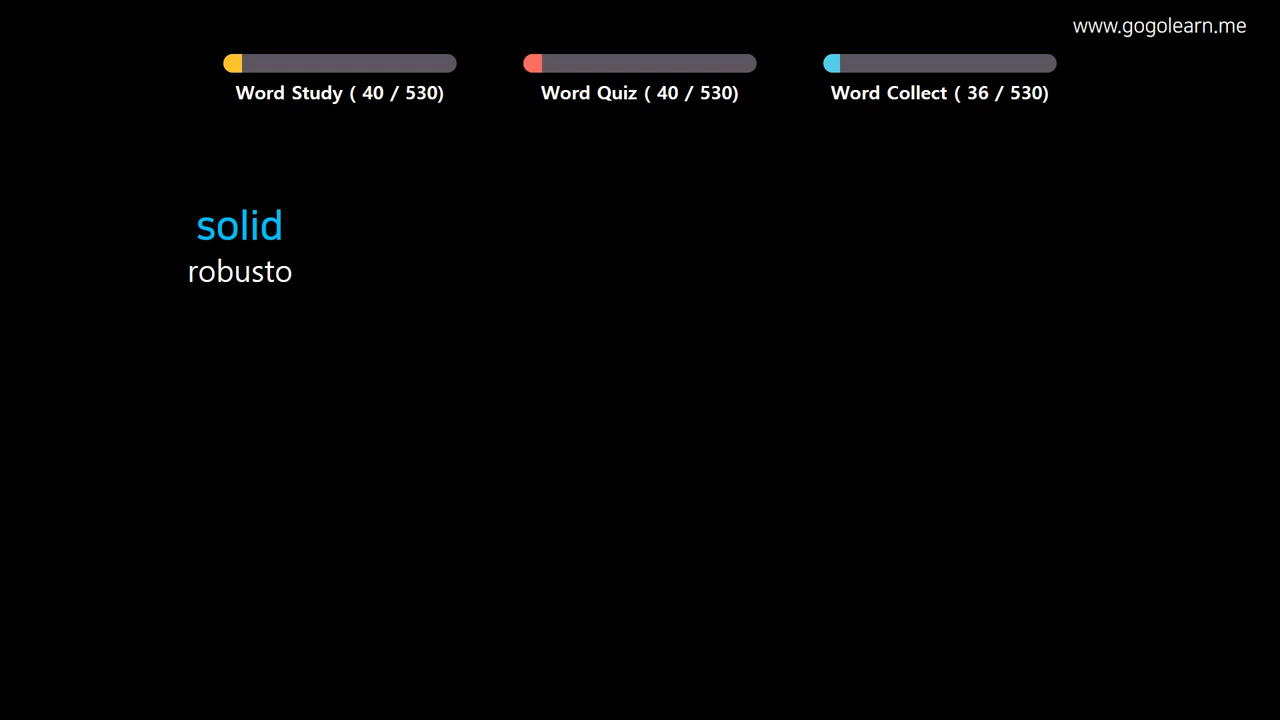 www.gogolearn.me
Word Study ( 40 / 530)
Word Quiz ( 40 / 530)
Word Collect ( 36 / 530)
solid
robusto